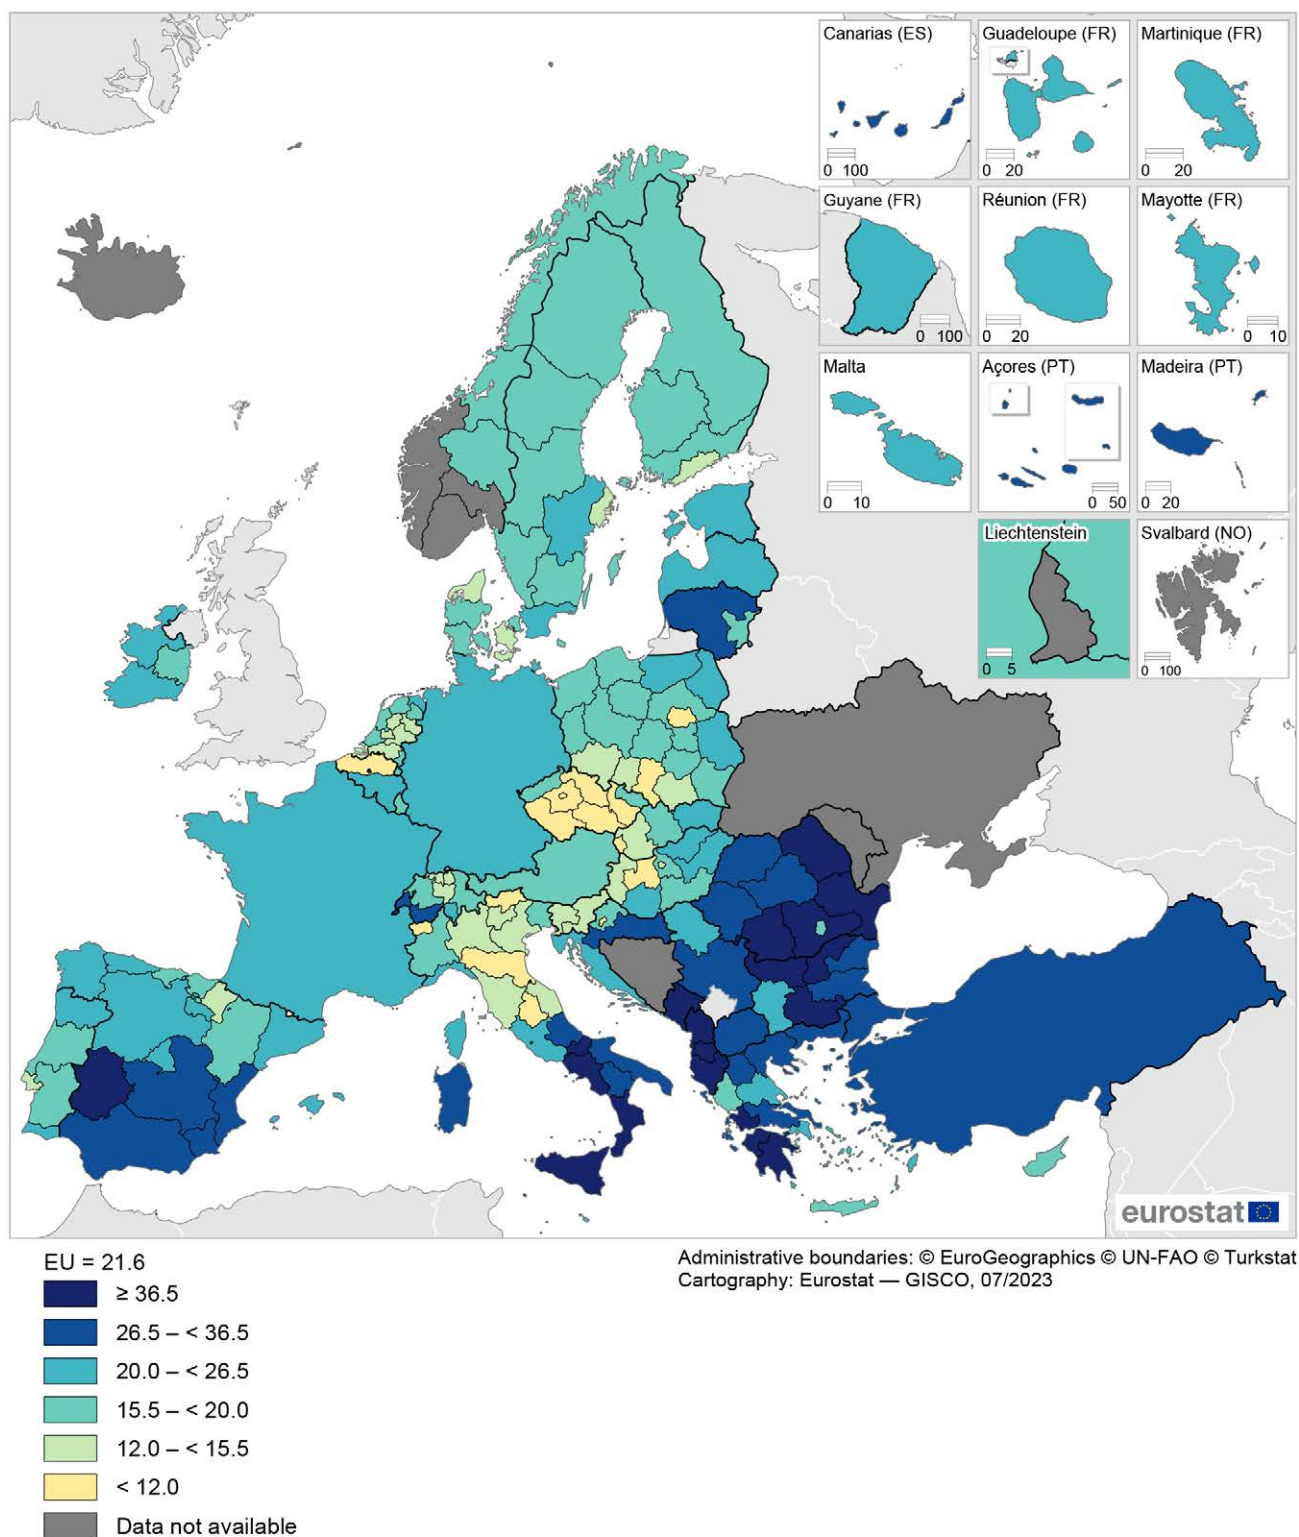 Canarias (ES)
0 100
Guadeloupe (FR)
0 20
Martinique (FR)
0 20
Guyane (FR)
0 100
Réunion (FR)
0 20
Mayotte (FR)
0 10
Malta
0 10
Açores (PT)
0 50
Madeira (PT)
0 20
Liechtenstein
0 5
Svalbard (NO)
0 100
eurostat
EU = 21.6
≥ 36.5
26.5 – < 36.5
20.0 – < 26.5
15.5 – < 20.0
12.0 – < 15.5
< 12.0
Data not available
Administrative boundaries: © EuroGeographics © UN-FAO © Turkstat
Cartography: Eurostat — GISCO, 07/2023